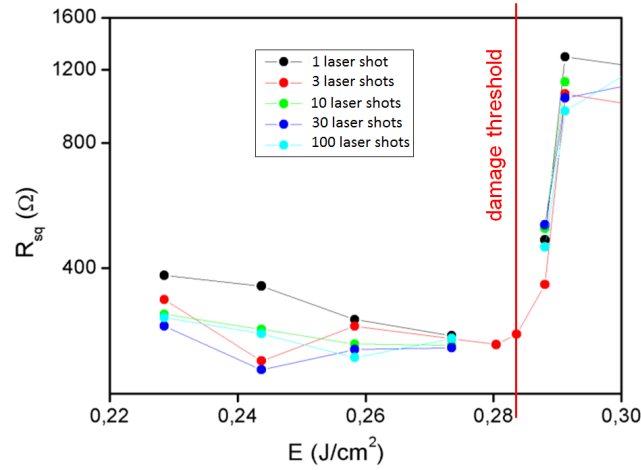 1600
1200
800
400
R_sq (Ω)
1 laser shot
3 laser shots
10 laser shots
30 laser shots
100 laser shots
damage threshold
0,22 0,24 0,26 0,28 0,30
E (J/cm²)